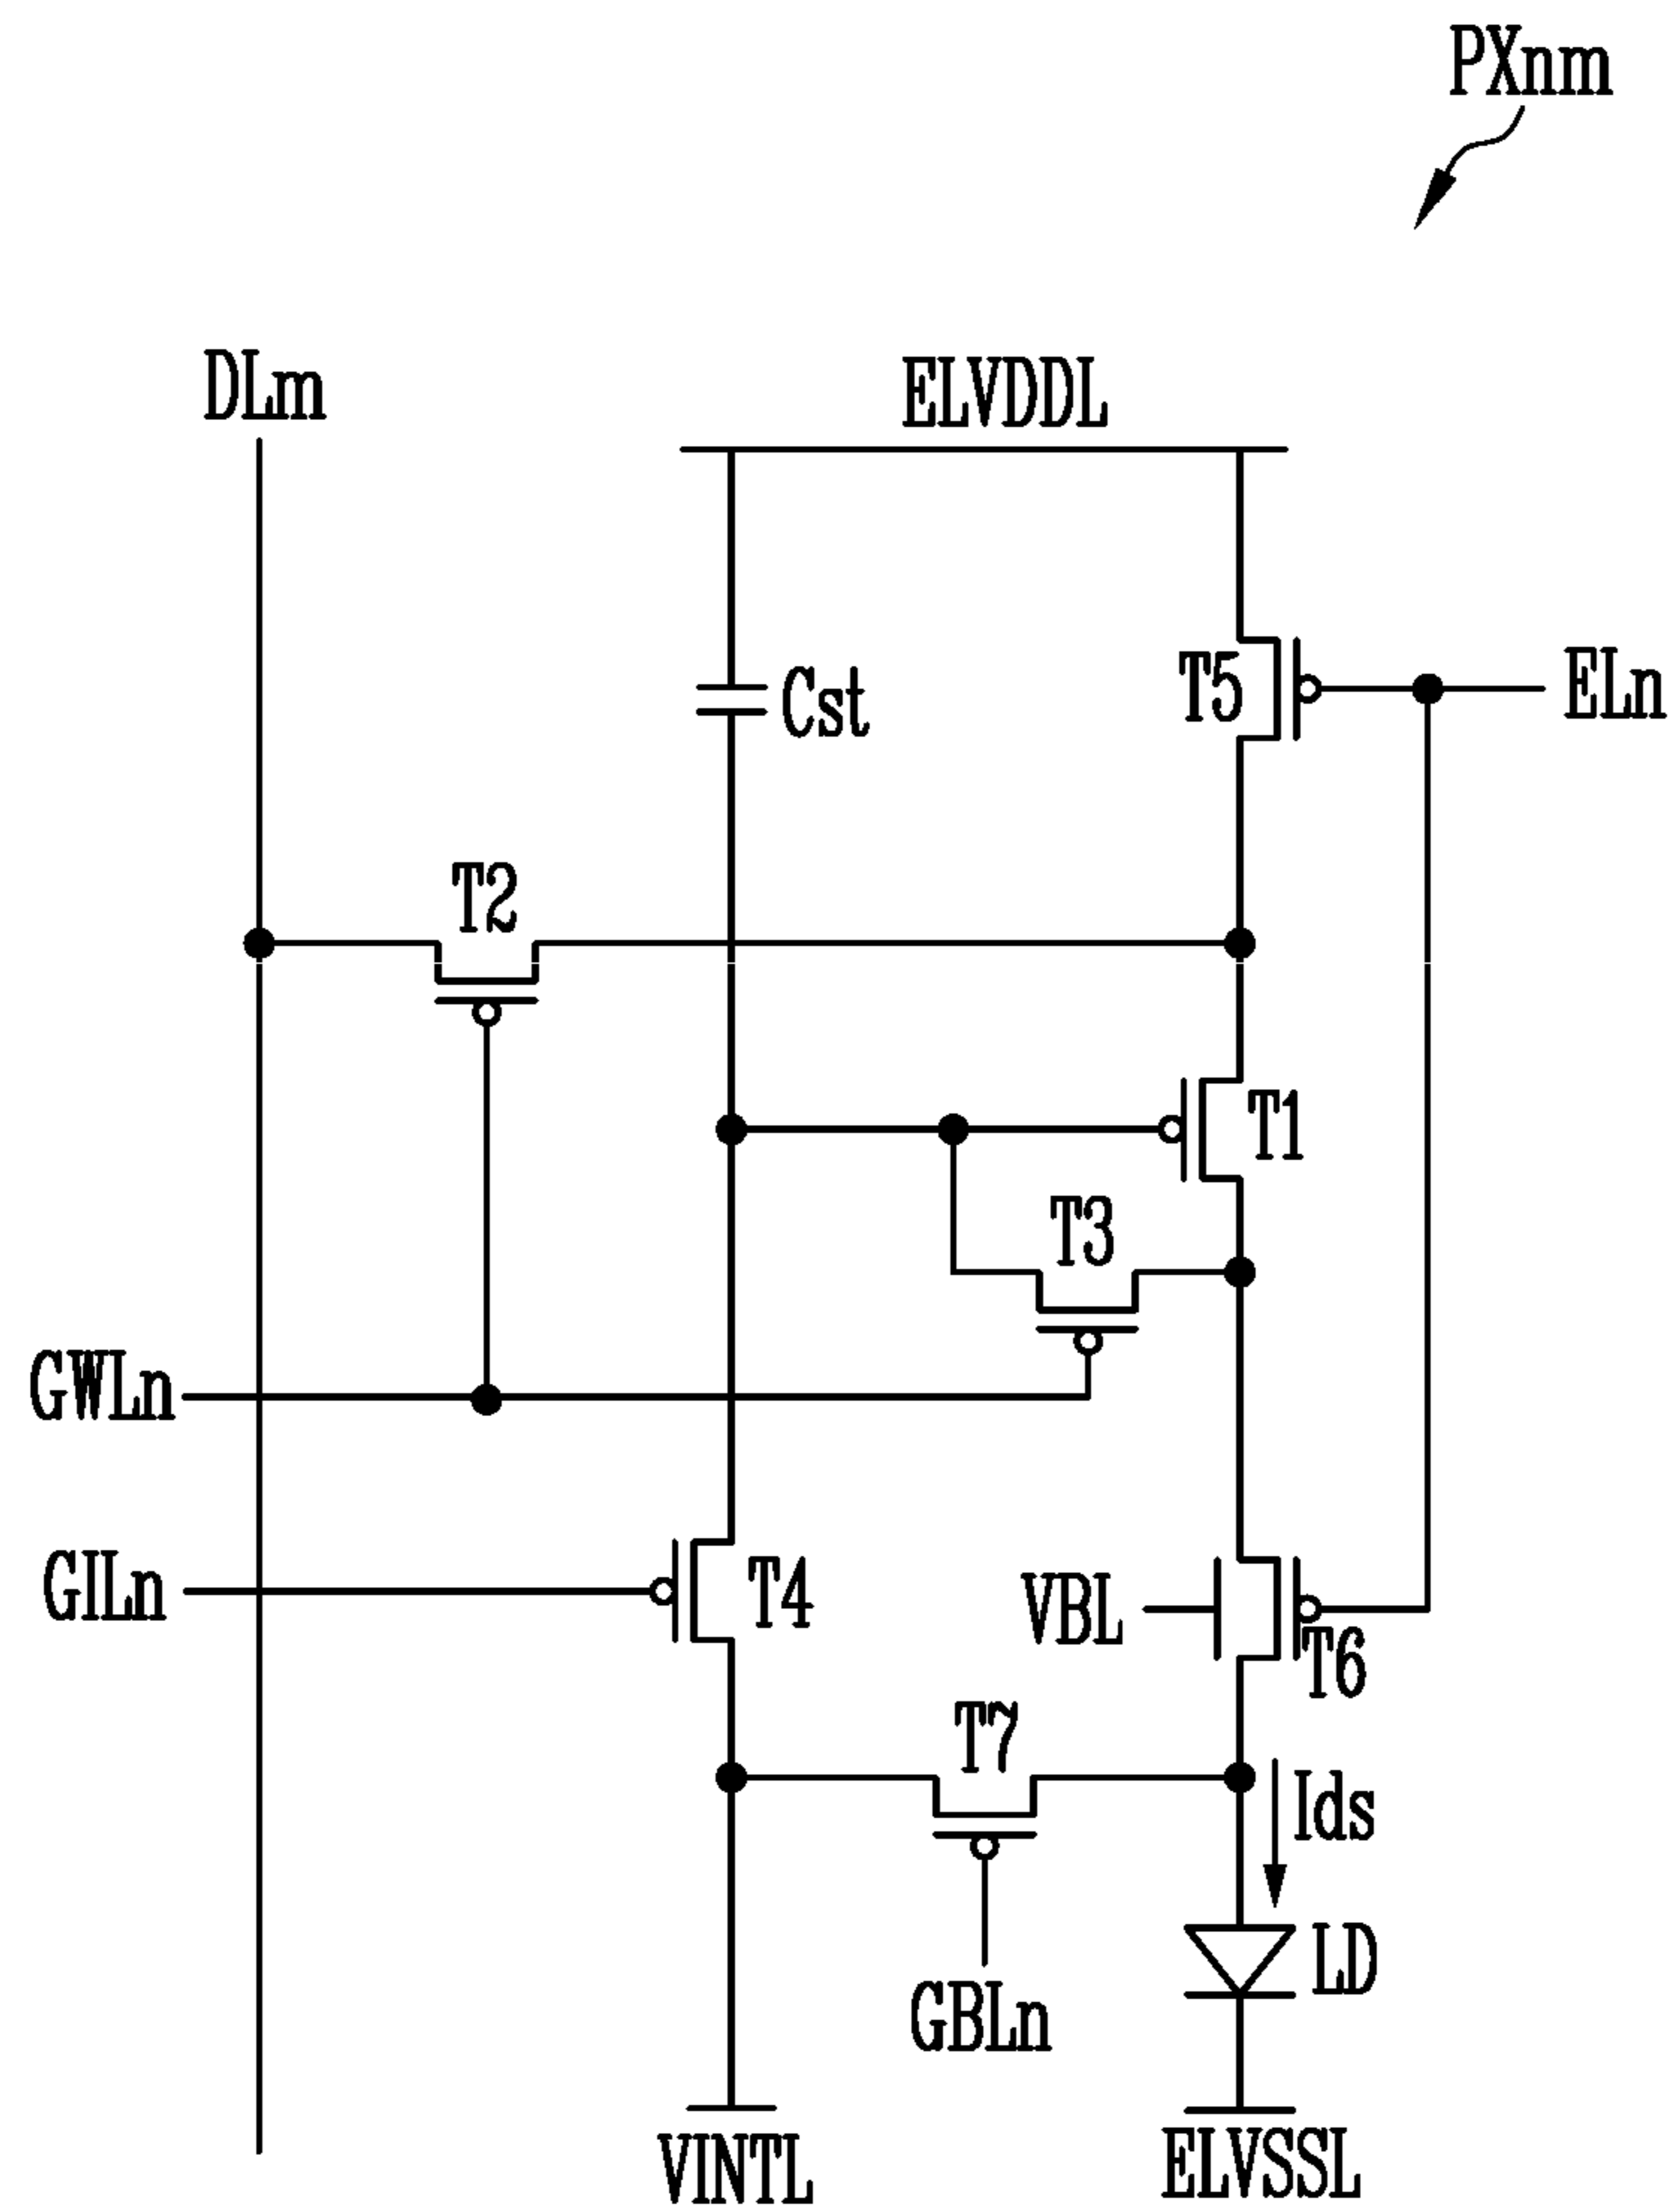 PXnm
DLm
ELVDDL
T5
ELn
Cst
T2
T1
T3
GWLn
GILn
T4
VBL
T6
T7
Ids
LD
GBLn
VINTL
ELVSSL